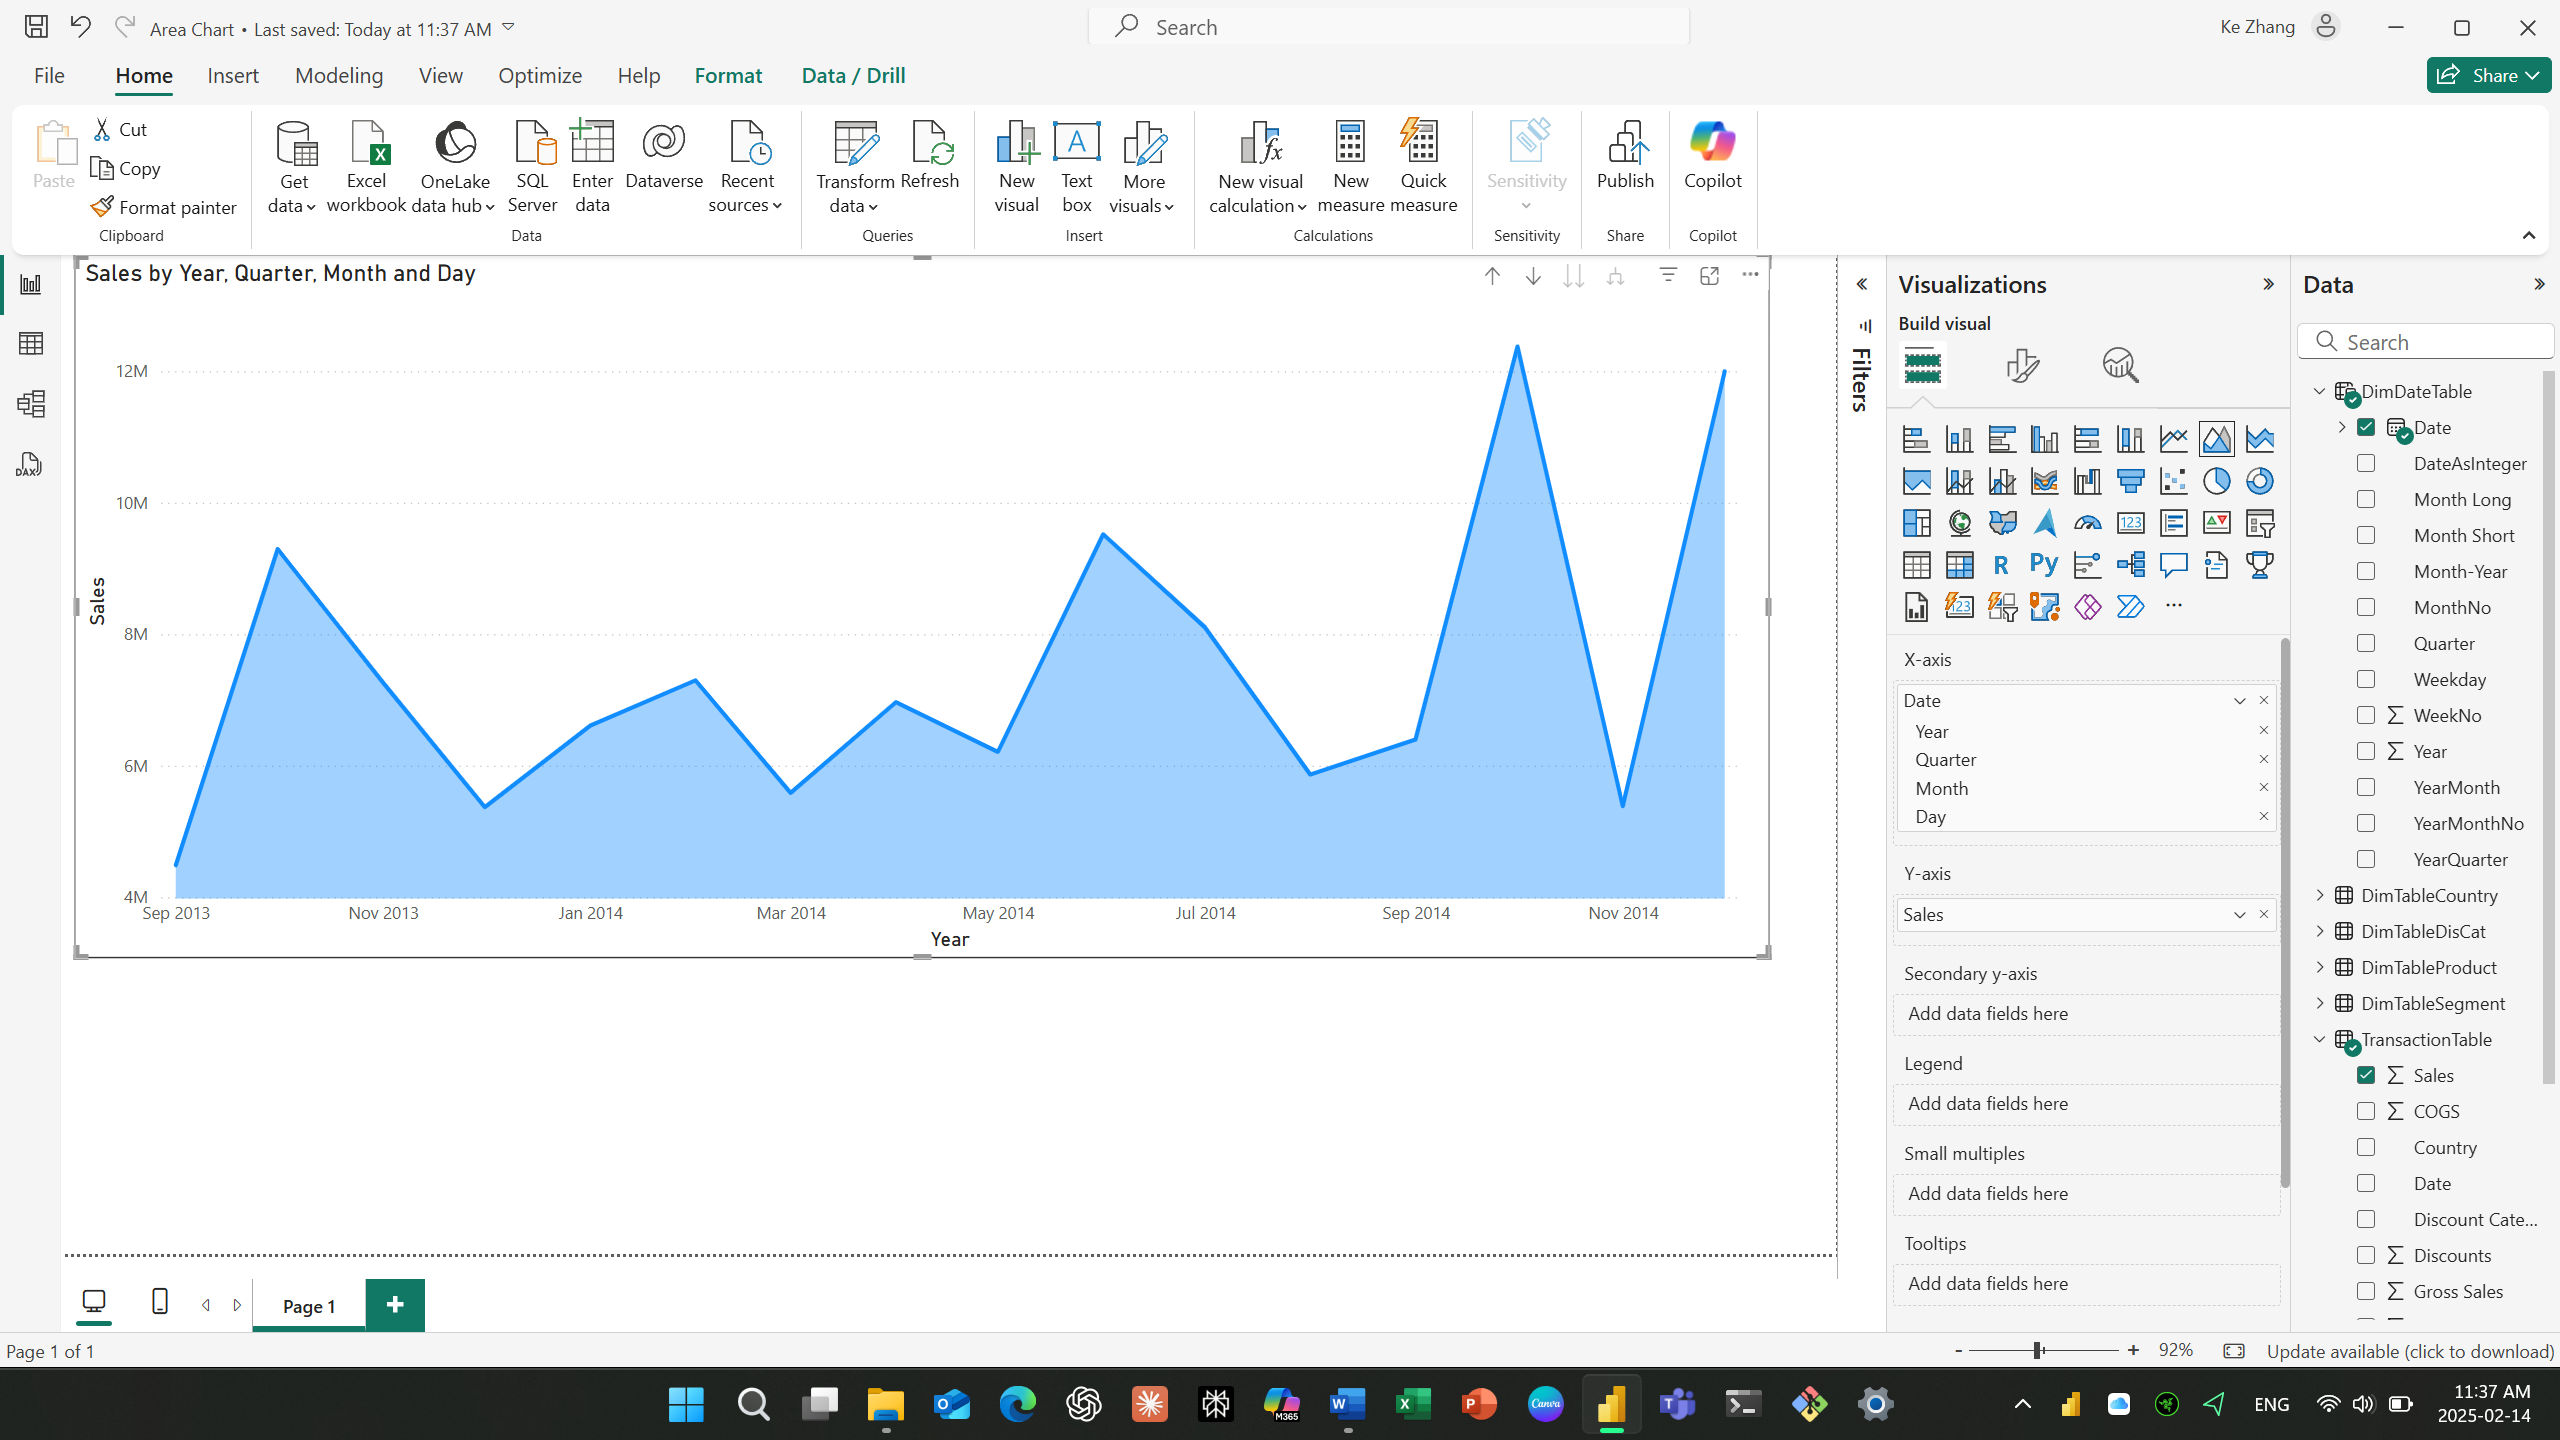 Area Chart • Last saved: Today at 11:37 AM
Search
Ke Zhang
File
Home
Insert
Modeling
View
Optimize
Help
Format
Data / Drill
Share
Paste
Cut
Copy
Format painter
Clipboard
Get data
Excel workbook
OneLake data hub
SQL Server
Enter data
Dataverse
Recent sources
Data
Transform data
Refresh
Queries
New visual
Text box
More visuals
Insert
New visual calculation
New measure
Quick measure
Calculations
Sensitivity
Sensitivity
Publish
Share
Copilot
Copilot
Sales by Year, Quarter, Month and Day
12M
10M
8M
6M
4M
Sales
Sep 2013
Nov 2013
Jan 2014
Mar 2014
May 2014
Jul 2014
Sep 2014
Nov 2014
Year
Filters
Visualizations
Build visual
123
R
Py
123
X-axis
Date
Year
Quarter
Month
Day
Y-axis
Sales
Secondary y-axis
Add data fields here
Legend
Add data fields here
Small multiples
Add data fields here
Tooltips
Add data fields here
Data
Search
DimDateTable
Date
DateAsInteger
Month Long
Month Short
Month-Year
MonthNo
Quarter
Weekday
WeekNo
Year
YearMonth
YearMonthNo
YearQuarter
DimTableCountry
DimTableDisCat
DimTableProduct
DimTableSegment
TransactionTable
Sales
COGS
Country
Date
Discount Cate...
Discounts
Gross Sales
DAX
Page 1
Page 1 of 1
92%
Update available (click to download)
M365
Canva
ENG
11:37 AM
2025-02-14